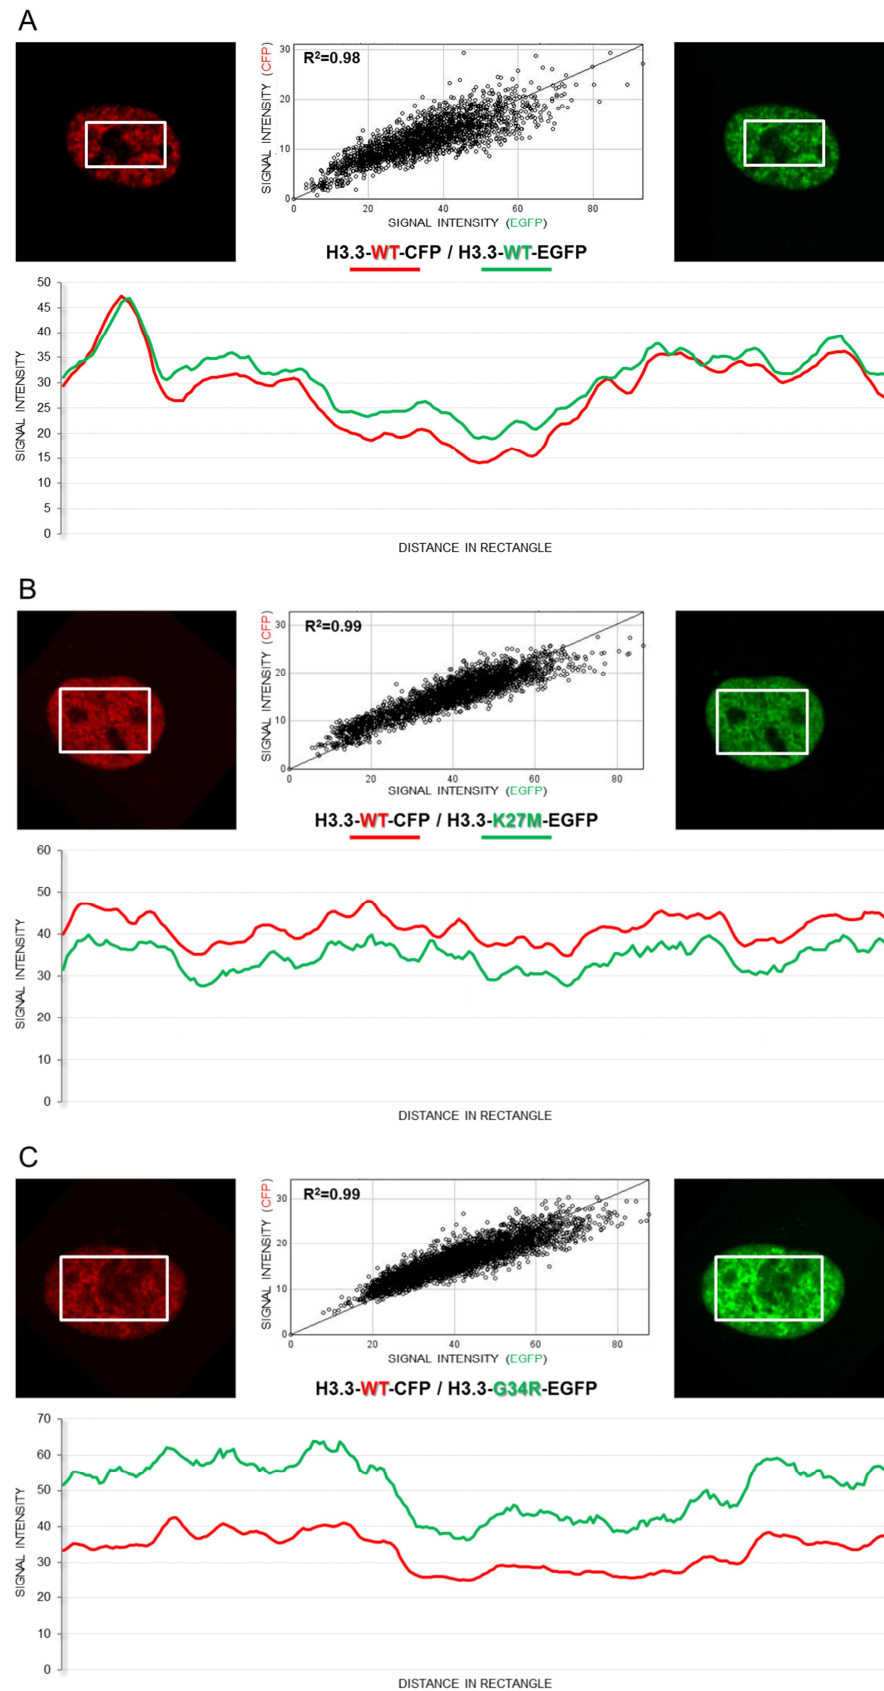 A
R²=0.98
SIGNAL INTENSITY (CFP)
30
20
10
0
0 20 40 60 80
SIGNAL INTENSITY (EGFP)
H3.3-WT-CFP / H3.3-WT-EGFP
SIGNAL INTENSITY
50
45
40
35
30
25
20
15
10
5
0
DISTANCE IN RECTANGLE
B
R²=0.99
SIGNAL INTENSITY (CFP)
30
20
10
0
0 20 40 60 80
SIGNAL INTENSITY (EGFP)
H3.3-WT-CFP / H3.3-K27M-EGFP
SIGNAL INTENSITY
60
50
40
30
20
10
0
DISTANCE IN RECTANGLE
C
R²=0.99
SIGNAL INTENSITY (CFP)
30
20
10
0
20 40 60 80
SIGNAL INTENSITY (EGFP)
H3.3-WT-CFP / H3.3-G34R-EGFP
SIGNAL INTENSITY
70
60
50
40
30
20
10
0
DISTANCE IN RECTANGLE